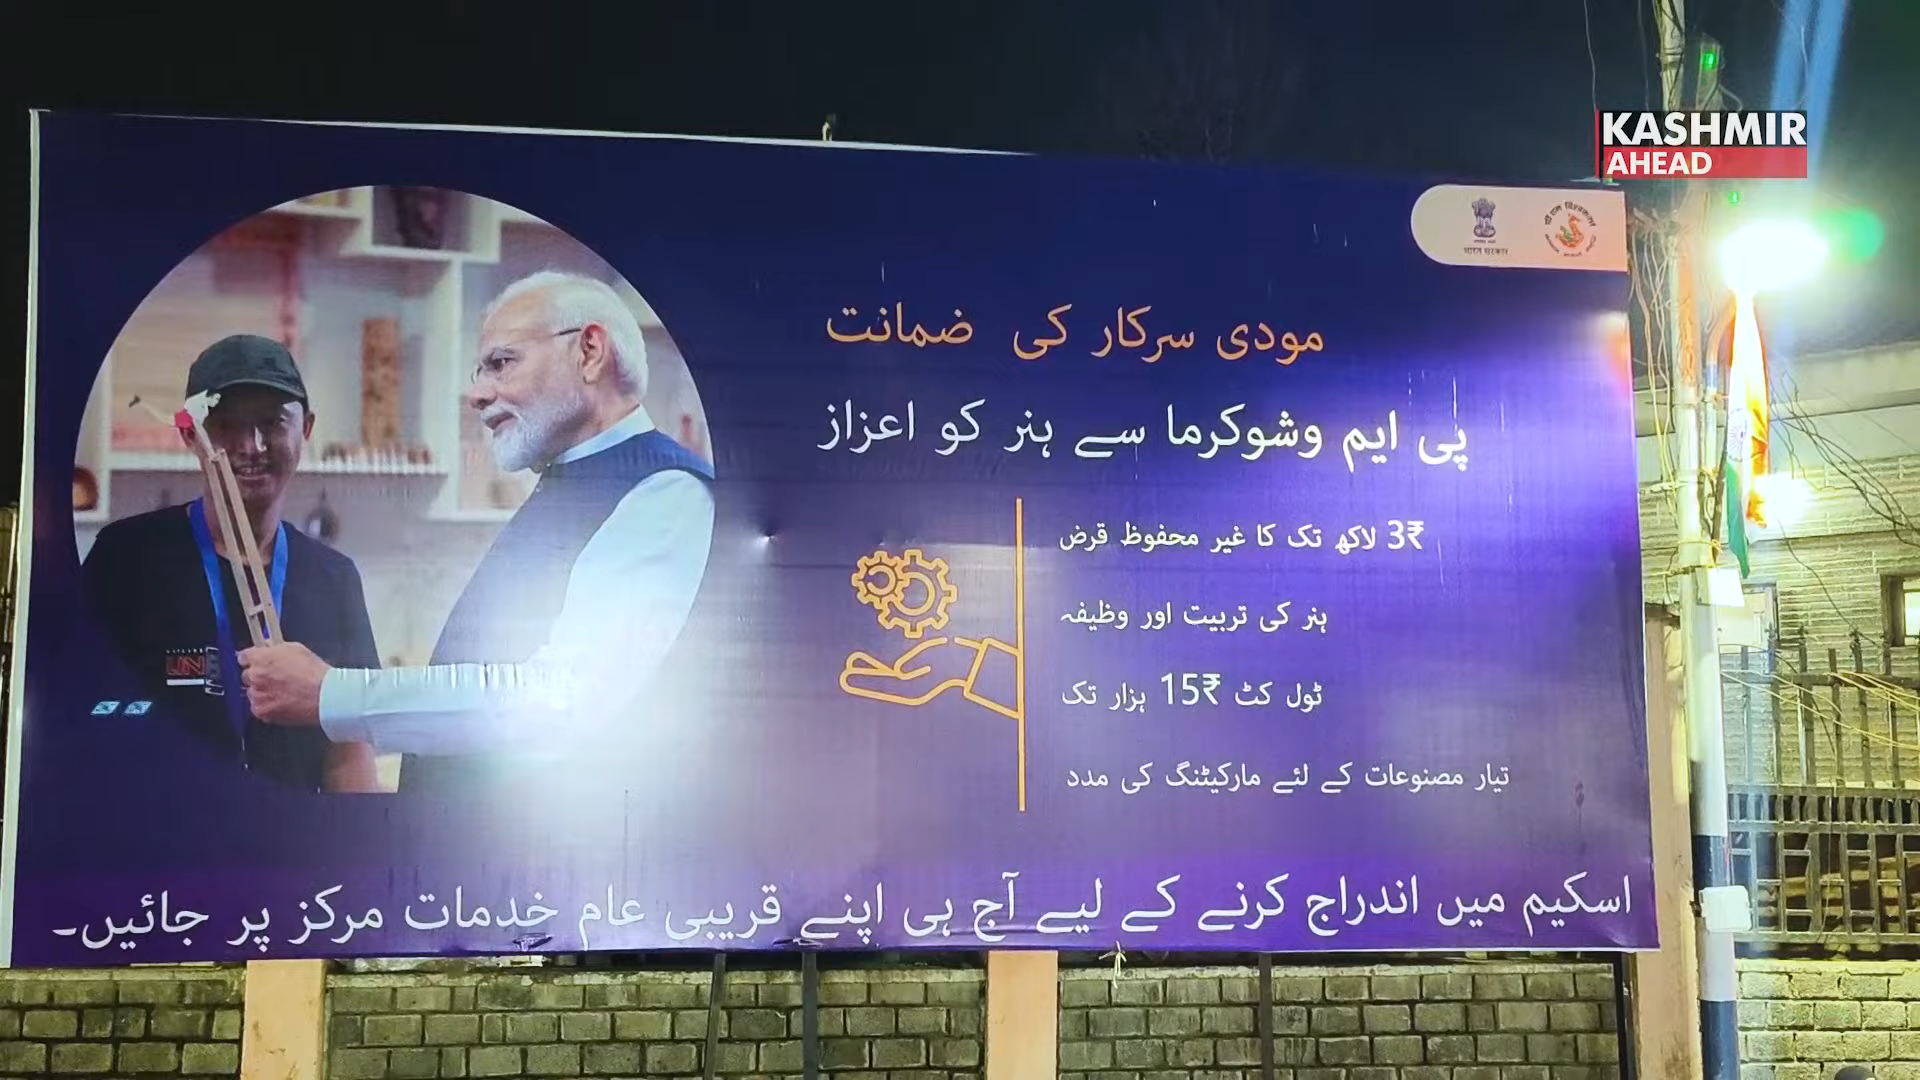 KASHMIR
AHEAD
भारत सरकार
مودی سرکار کی ضمانت
پی ایم وشوکرما سے ہنر کو اعزاز
₹3 لاکھ تک کا غیر محفوظ قرض
ہنر کی تربیت اور وظیفہ
ٹول کٹ ₹15 ہزار تک
تیار مصنوعات کے لئے مارکیٹنگ کی مدد
اسکیم میں اندراج کرنے کے لیے آج ہی اپنے قریبی عام خدمات مرکز پر جائیں۔